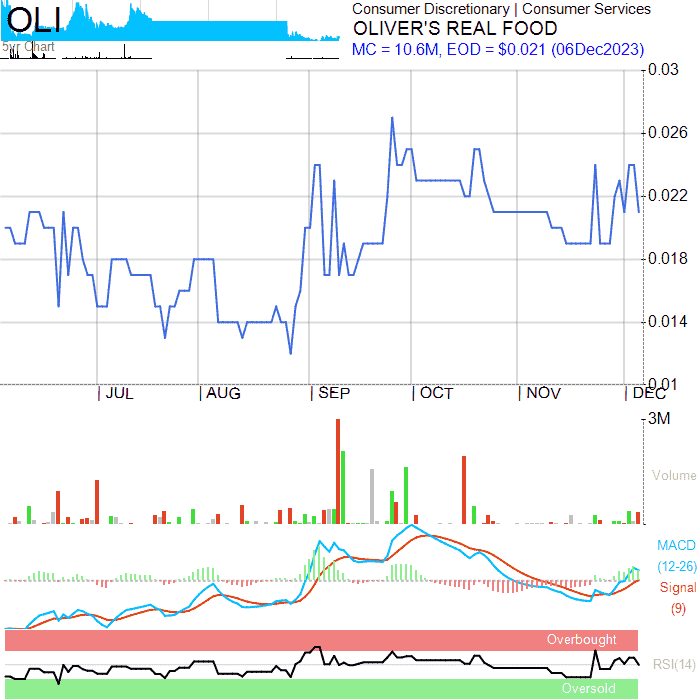 OLI
5yr Chart
Consumer Discretionary | Consumer Services
OLIVER'S REAL FOOD
MC = 10.6M, EOD = $0.021 (06Dec2023)
0.03
0.026
0.022
0.018
0.014
0.01
JUL
AUG
SEP
OCT
NOV
DEC
3M
Volume
MACD
(12-26)
Signal
(9)
Overbought
RSI(14)
Oversold